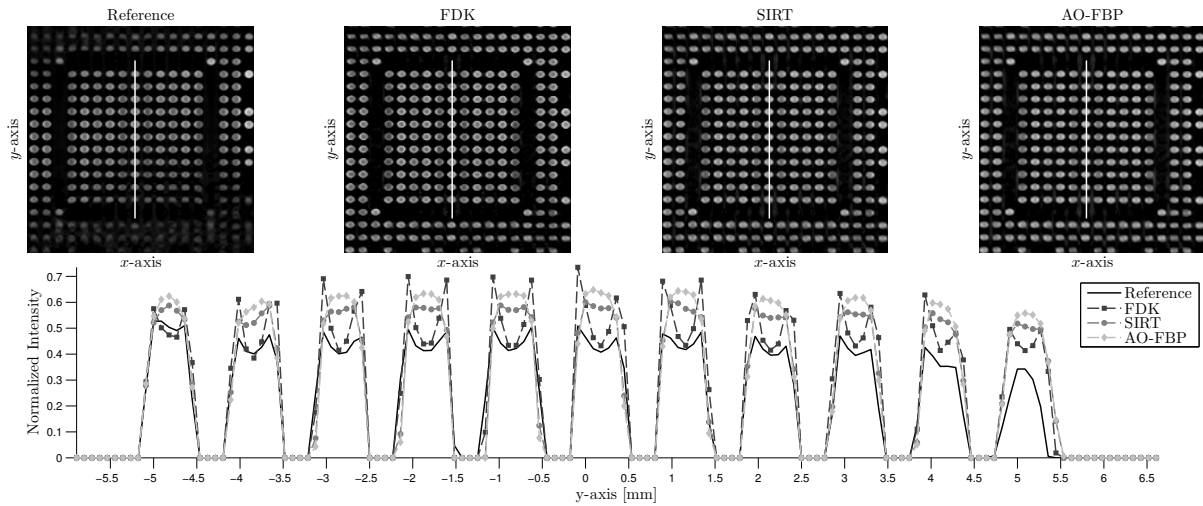 Reference FDK SIRT AO-FBP
y-axis y-axis y-axis y-axis
x-axis x-axis x-axis x-axis
0.7
0.6
0.5
0.4
0.3
0.2
0.1
0
Normalized Intensity
Reference
FDK
SIRT
AO-FBP
−5.5 −5 −4.5 −4 −3.5 −3 −2.5 −2 −1.5 −1 −0.5 0 0.5 1 1.5 2 2.5 3 3.5 4 4.5 5 5.5 6 6.5
y-axis [mm]